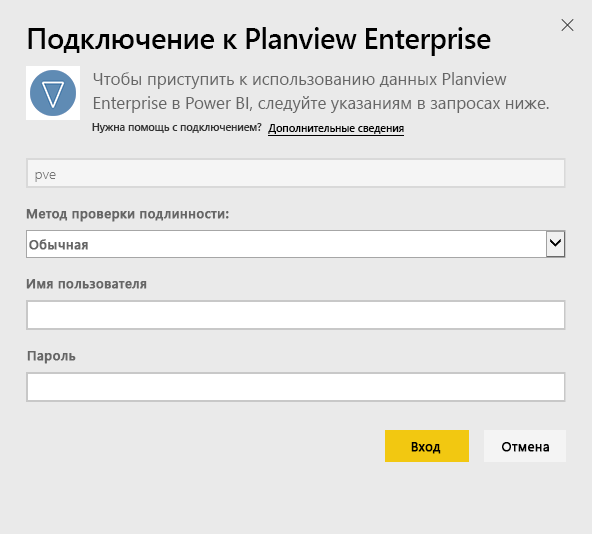 Подключение к Planview Enterprise
Чтобы приступить к использованию данных Planview
Enterprise в Power BI, следуйте указаниям в запросах ниже.
Нужна помощь с подключением? Дополнительные сведения
pve
Метод проверки подлинности:
Обычная
Имя пользователя
Пароль
Вход
Отмена